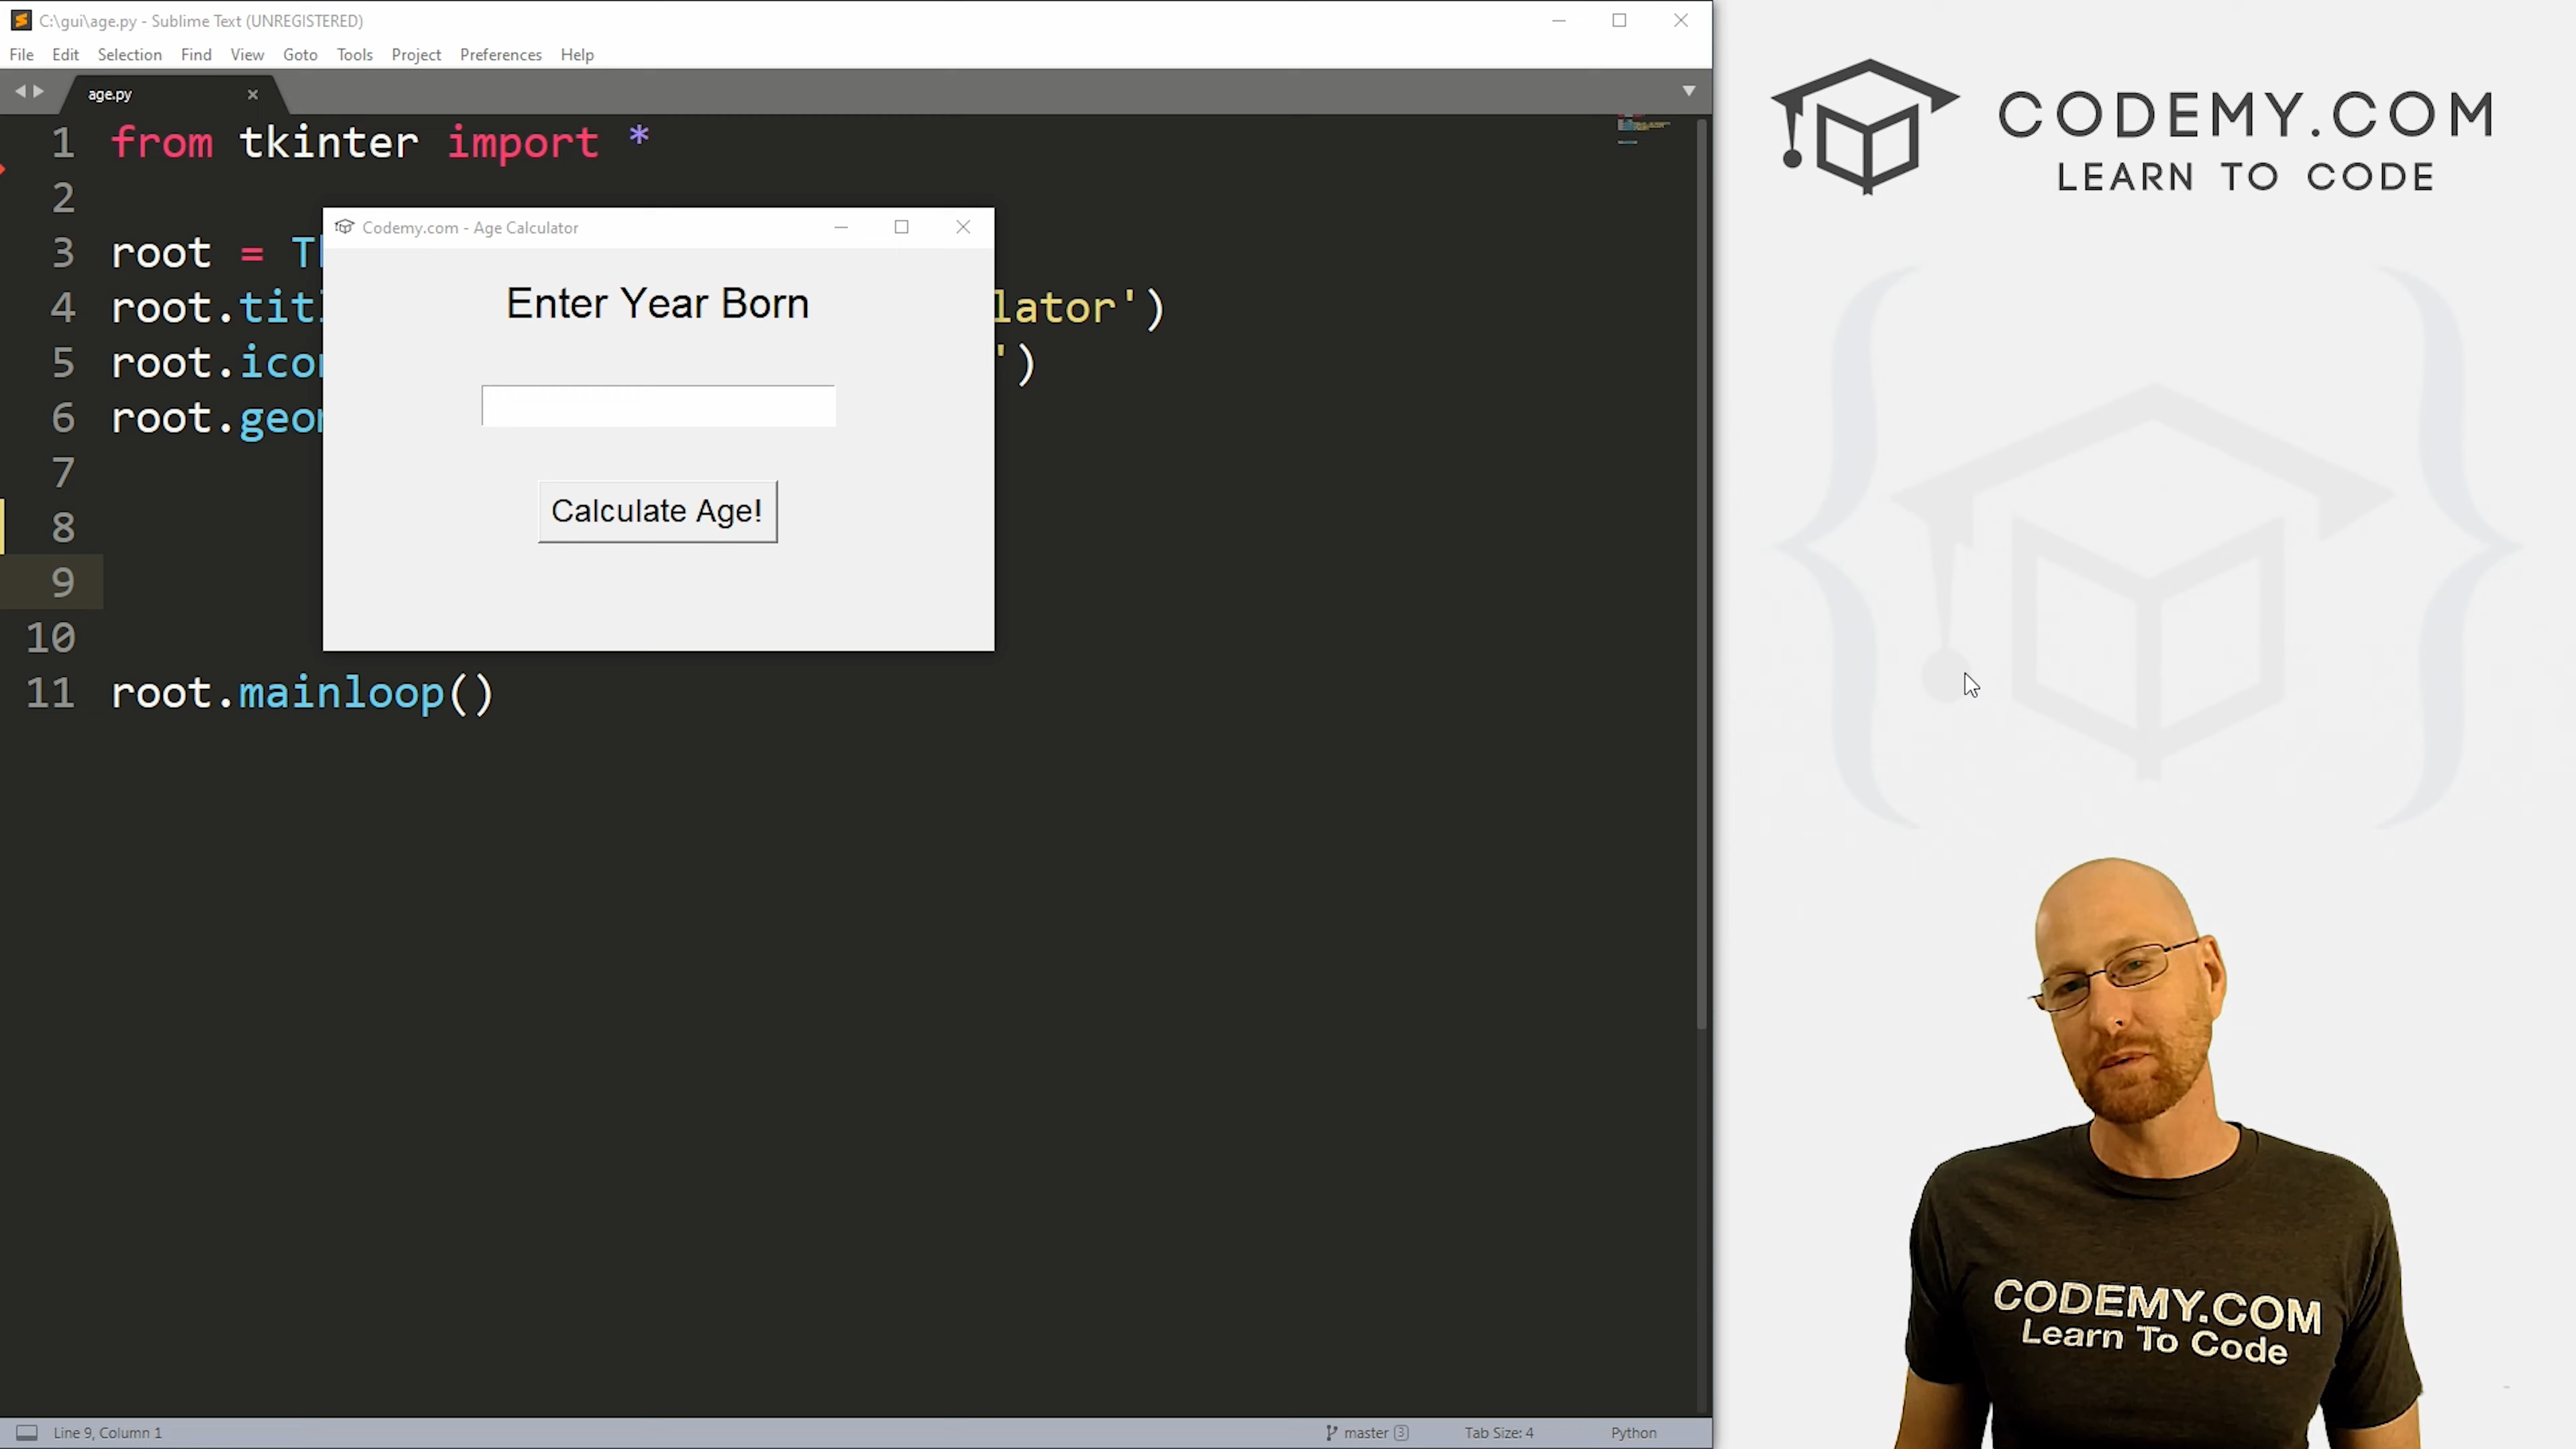 C:\gui\age.py - Sublime Text (UNREGISTERED)
File Edit Selection Find View Goto Tools Project Preferences Help
age.py
1 from tkinter import *
2
3 root =
4 root. lator')
5 root. ')
6 root.
7
8
9
10
11 root.mainloop()
Codemy.com - Age Calculator
Enter Year Born
Calculate Age!
Line 9, Column 1
master 3
Tab Size: 4
Python
CODEMY.COM
LEARN TO CODE
CODEMY.COM
Learn To Code